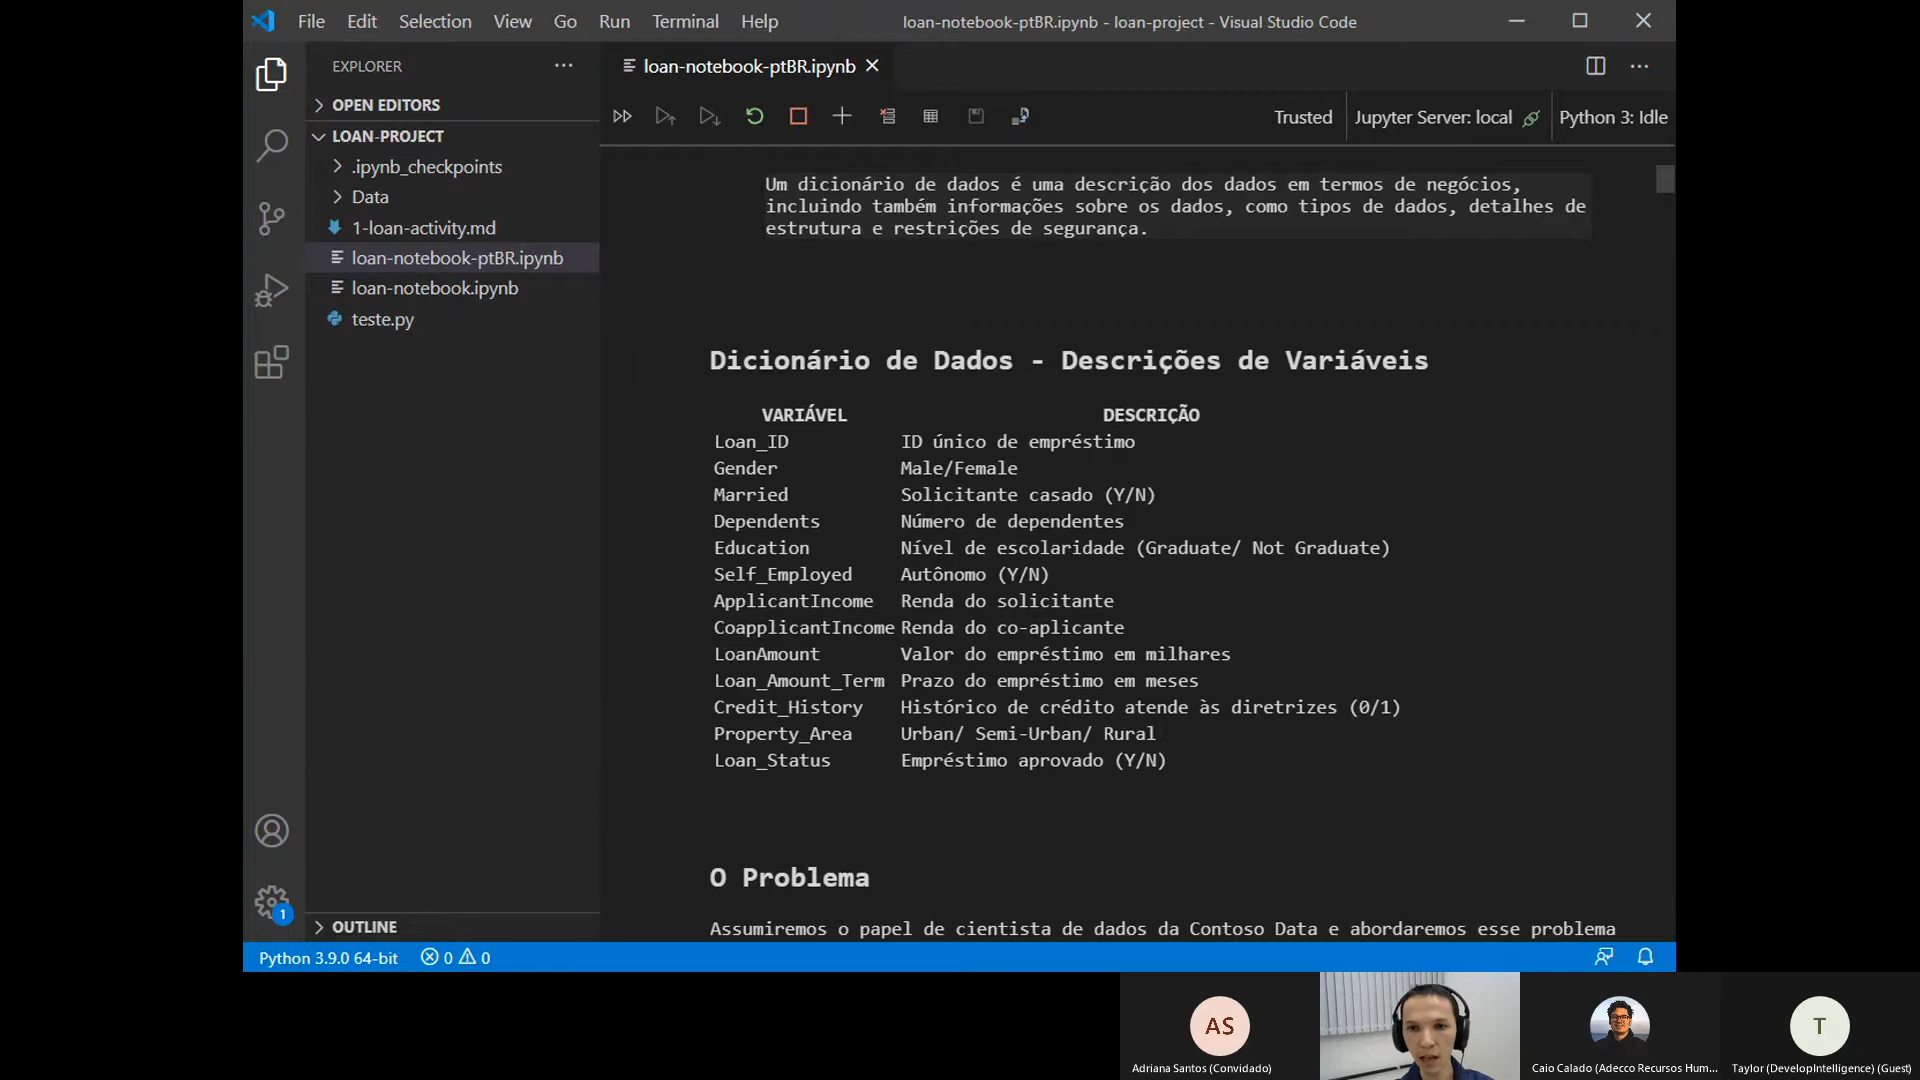 File Edit Selection View Go Run Terminal Help
loan-notebook-ptBR.ipynb - loan-project - Visual Studio Code
EXPLORER
OPEN EDITORS
LOAN-PROJECT
.ipynb_checkpoints
Data
1-loan-activity.md
loan-notebook-ptBR.ipynb
loan-notebook.ipynb
teste.py
OUTLINE
loan-notebook-ptBR.ipynb
Trusted
Jupyter Server: local
Python 3: Idle
Um dicionário de dados é uma descrição dos dados em termos de negócios,
incluindo também informações sobre os dados, como tipos de dados, detalhes de
estrutura e restrições de segurança.
Dicionário de Dados - Descrições de Variáveis
VARIÁVEL DESCRIÇÃO
Loan_ID ID único de empréstimo
Gender Male/Female
Married Solicitante casado (Y/N)
Dependents Número de dependentes
Education Nível de escolaridade (Graduate/ Not Graduate)
Self_Employed Autônomo (Y/N)
ApplicantIncome Renda do solicitante
CoapplicantIncome Renda do co-aplicante
LoanAmount Valor do empréstimo em milhares
Loan_Amount_Term Prazo do empréstimo em meses
Credit_History Histórico de crédito atende às diretrizes (0/1)
Property_Area Urban/ Semi-Urban/ Rural
Loan_Status Empréstimo aprovado (Y/N)
O Problema
Assumiremos o papel de cientista de dados da Contoso Data e abordaremos esse problema
1
Python 3.9.0 64-bit 0 0
AS
T
Adriana Santos (Convidado)
Caio Calado (Adecco Recursos Hum...
Taylor (DevelopIntelligence) (Guest)